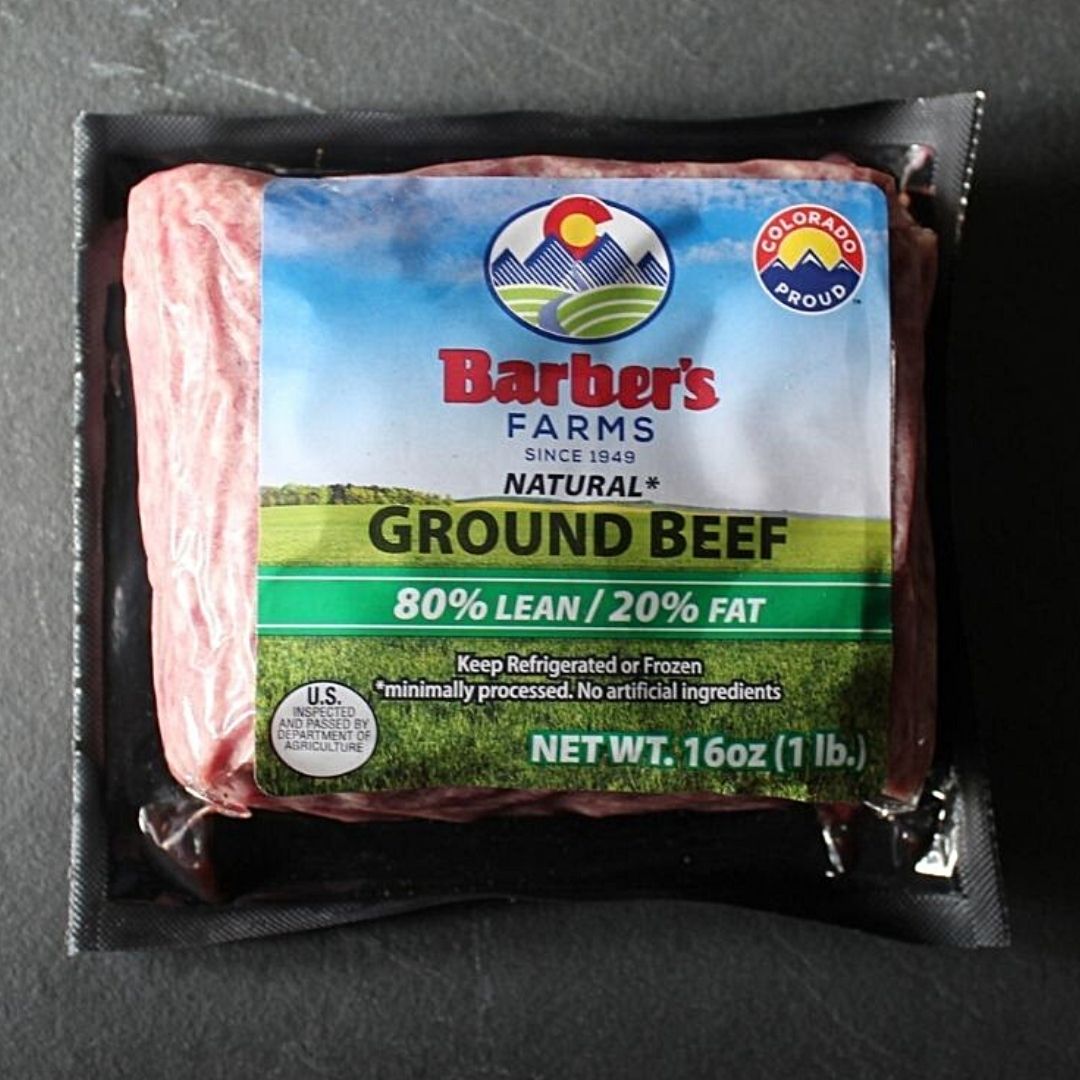 COLORADO
PROUD
Barber's
FARMS
SINCE 1949
NATURAL*
GROUND BEEF
80% LEAN / 20% FAT
Keep Refrigerated or Frozen
*minimally processed. No artificial ingredients
U.S.
INSPECTED
AND PASSED BY
DEPARTMENT OF
AGRICULTURE
NET WT. 16oz (1 lb.)